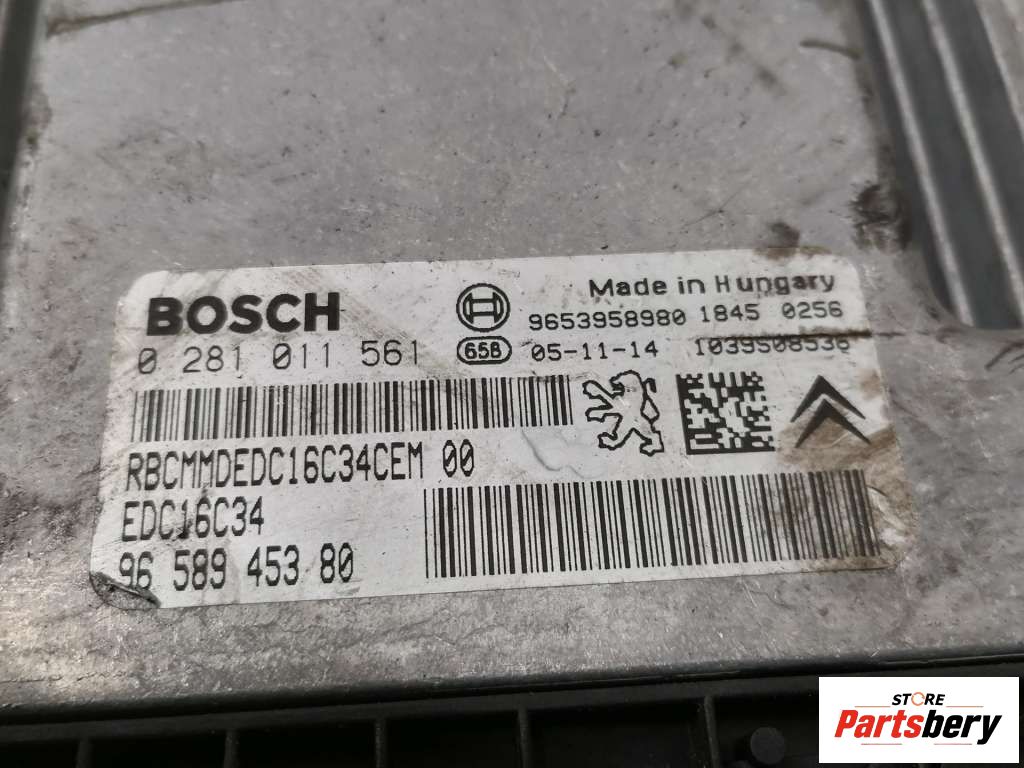 BOSCH
Made in Hungary
9653958980 1845 0256
0 281 011 561
658 05-11-14 1039508536
RBCMMDEDC16C34CEM 00
EDC16C34
96 589 453 80
STORE
Partsbery